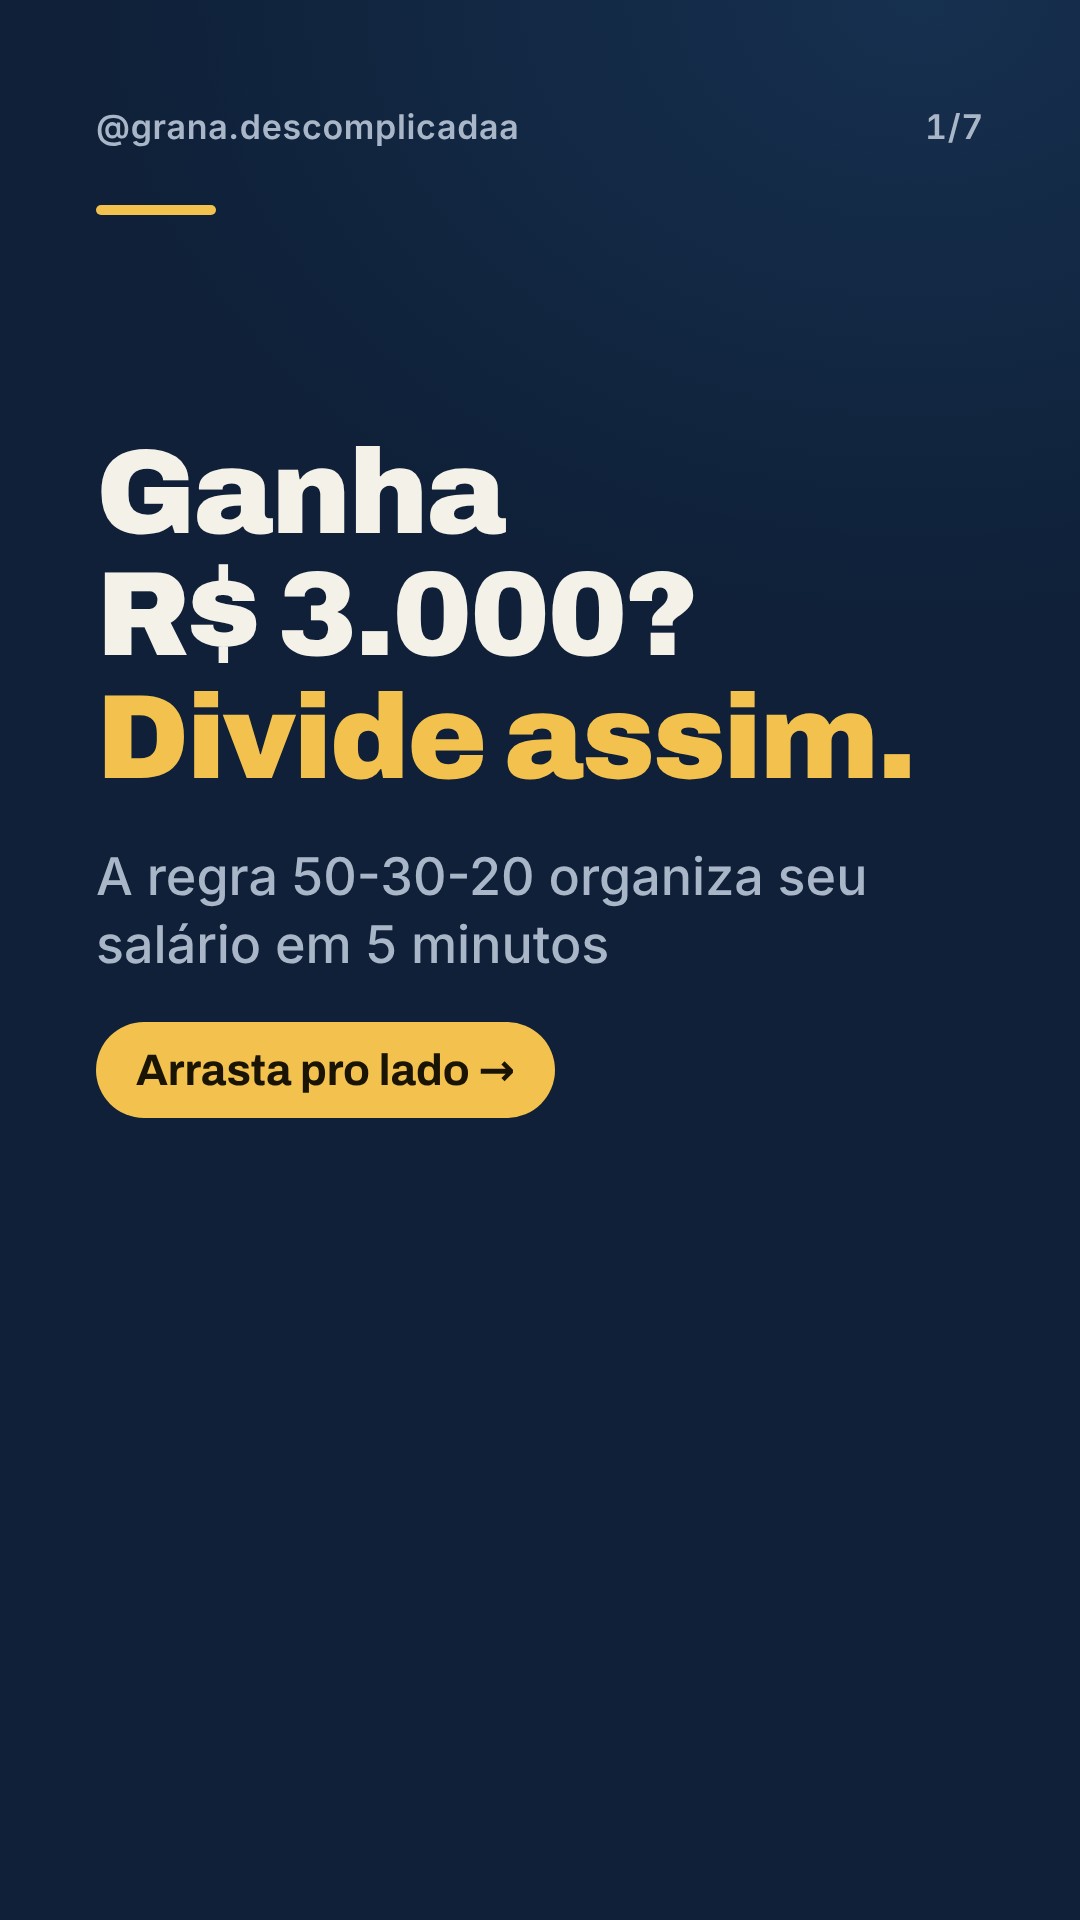 @grana.descomplicadaa
1/7
Ganha
R$ 3.000?
Divide assim.
A regra 50-30-20 organiza seu
salário em 5 minutos
Arrasta pro lado →